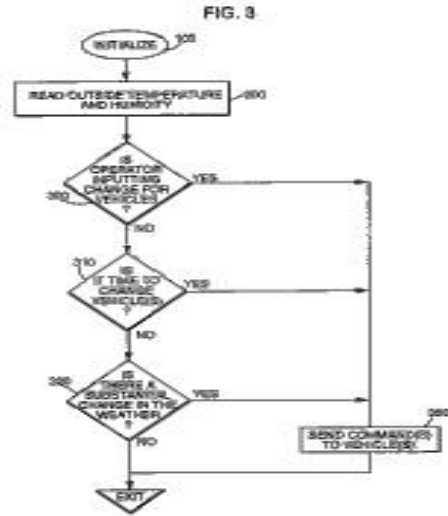 FIG. 3
INITIALIZE
READ OUTSIDE TEMPERATURE
AND HUMIDITY
IS
OPERATOR
INPUTTING
CHANGE FOR
VEHICLES
?
YES
NO
310
IS
IT TIME TO
CHANGE
VEHICLE(S)
?
YES
NO
IS
THERE A
SUBSTANTIAL
CHANGE IN THE
WEATHER
?
YES
NO
SEND COMMAND(S)
TO VEHICLE(S)
EXIT